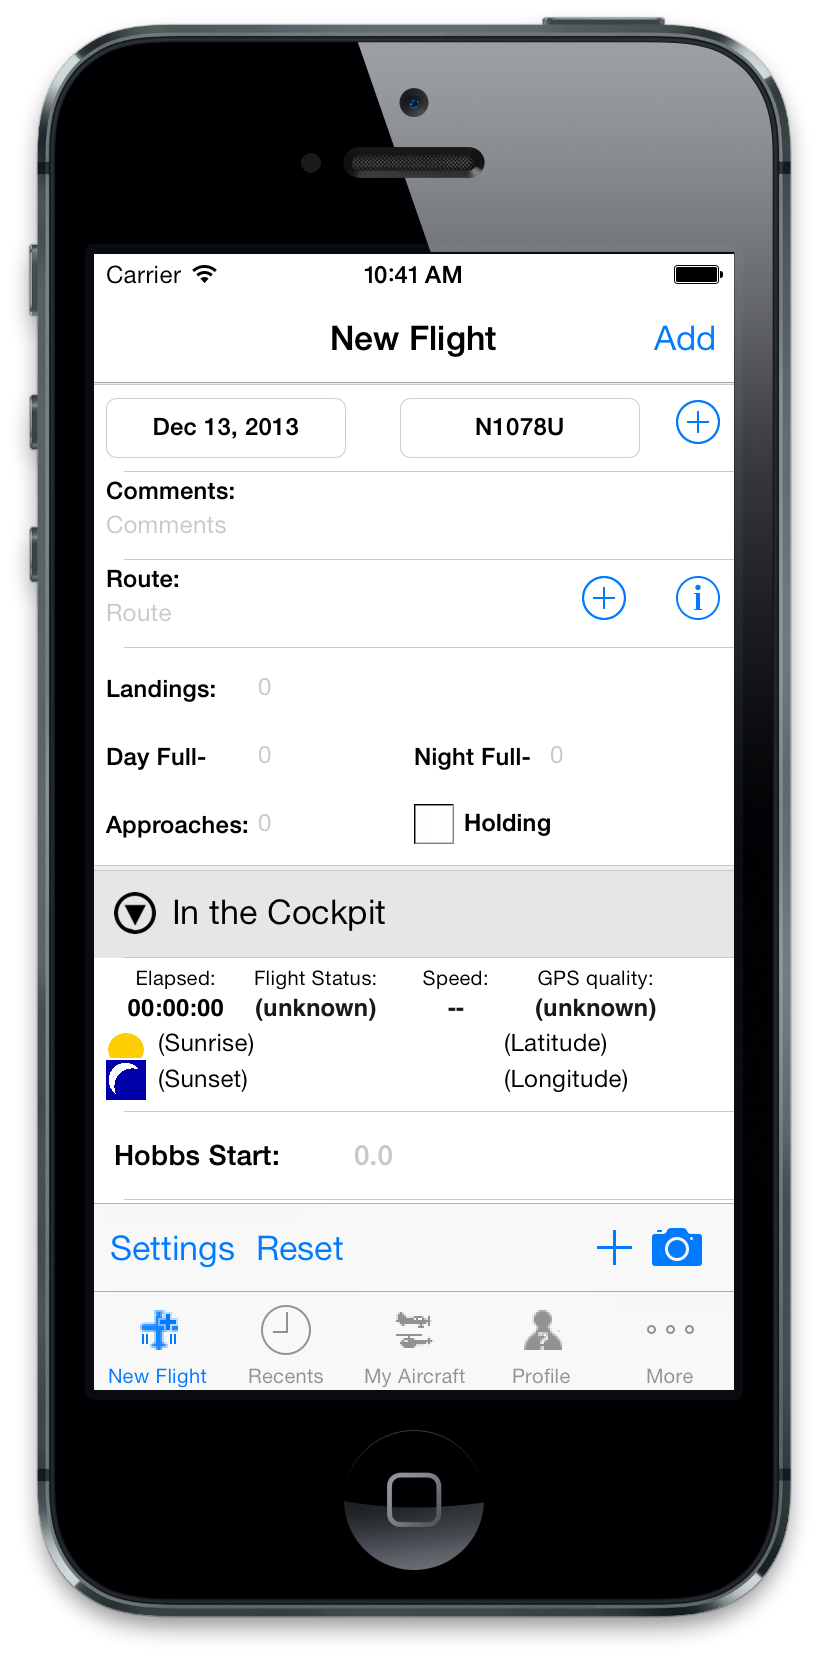 Carrier 10:41 AM
New Flight Add
Dec 13, 2013 N1078U
Comments:
Comments
Route:
Route
Landings: 0
Day Full- 0 Night Full- 0
Approaches: 0 Holding
In the Cockpit
Elapsed: Flight Status: Speed: GPS quality:
00:00:00 (unknown) -- (unknown)
(Sunrise) (Latitude)
(Sunset) (Longitude)
Hobbs Start: 0.0
Settings Reset
New Flight Recents My Aircraft Profile More